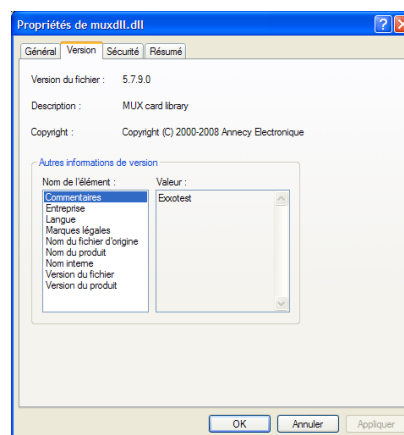 Propriétés de muxdll.dll
Général Version Sécurité Résumé
Version du fichier : 5.7.9.0
Description : MUX card library
Copyright : Copyright (C) 2000-2008 Annecy Electronique
Autres informations de version
Nom de l'élément : Valeur :
Commentaires Exxotest
Entreprise
Langue
Marques légales
Nom du fichier d'origine
Nom du produit
Nom interne
Version du fichier
Version du produit
OK Annuler Appliquer